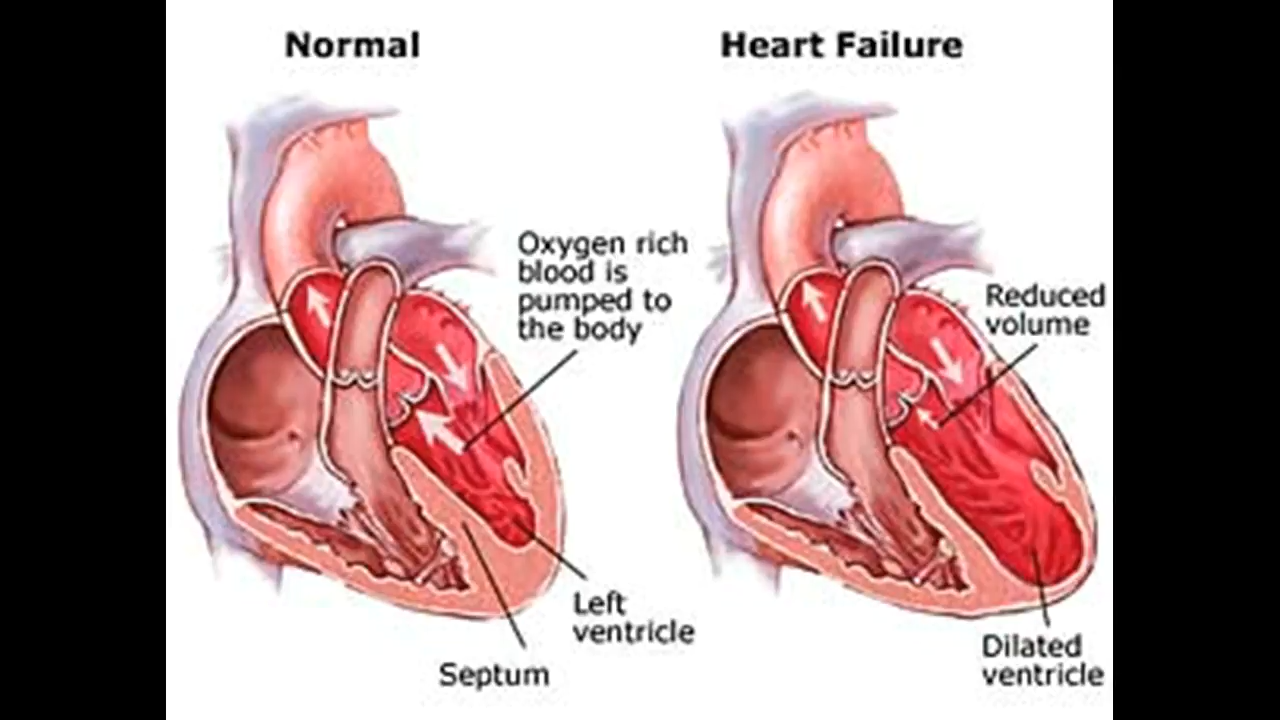 Normal
Heart Failure
Oxygen rich
blood is
pumped to
the body
Reduced
volume
Left
ventricle
Septum
Dilated
ventricle